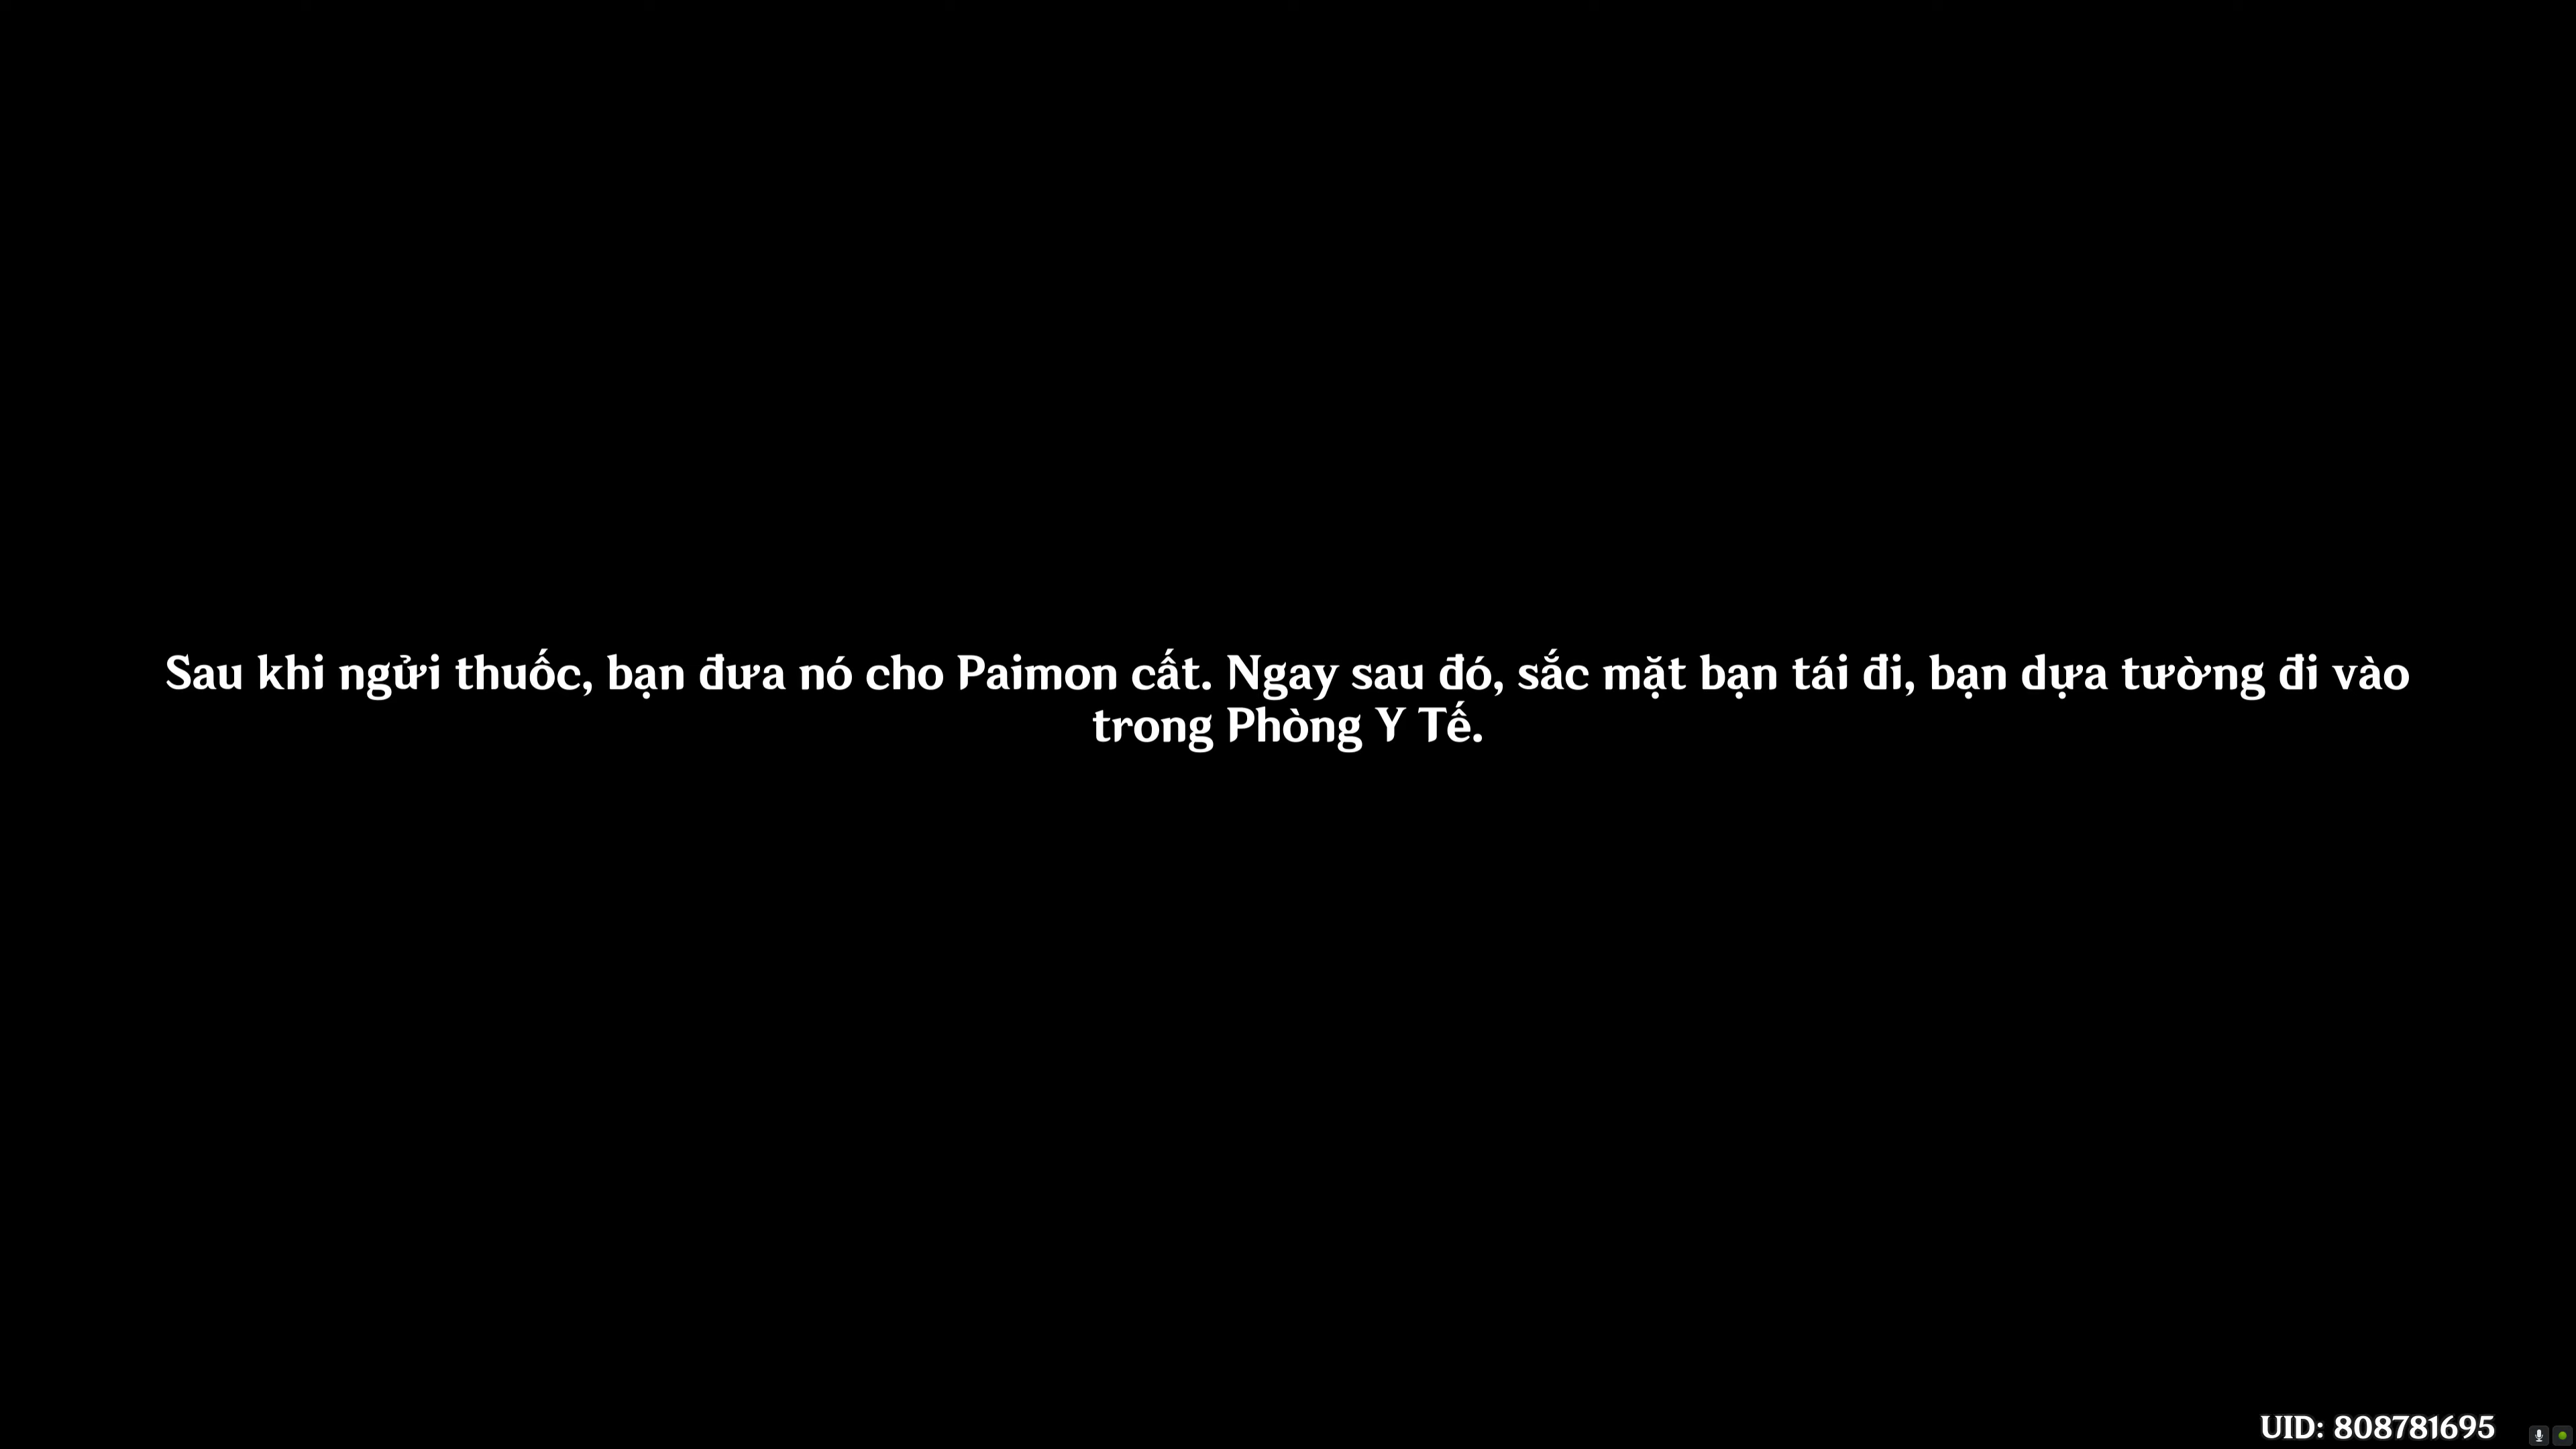 Sau khi ngửi thuốc, bạn đưa nó cho Paimon cất. Ngay sau đó, sắc mặt bạn tái đi, bạn dựa tường đi vào
trong Phòng Y Tế.
UID: 808781695